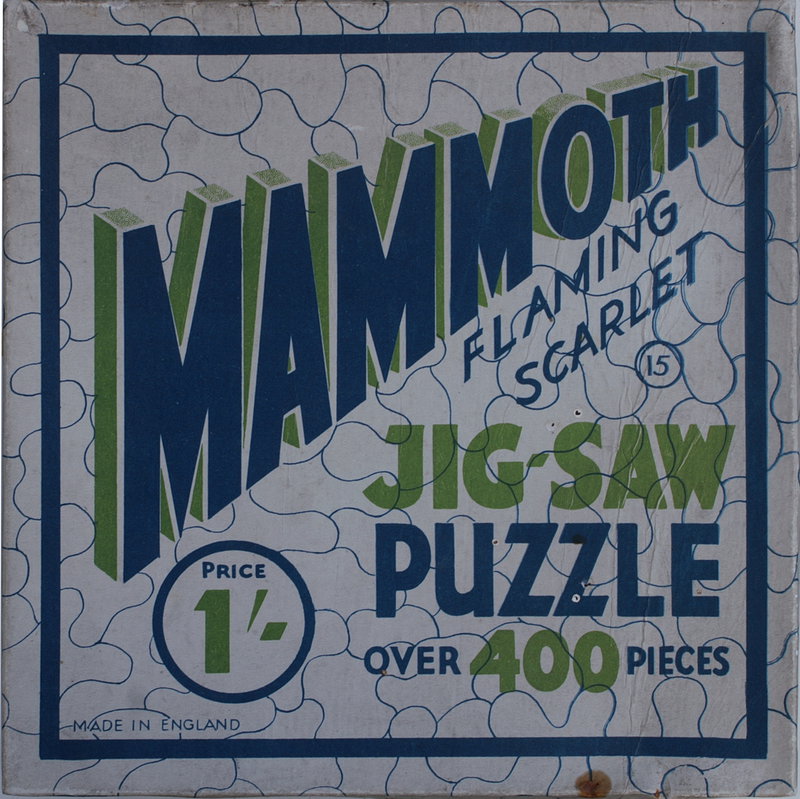 MAMMOTH
FLAMING
SCARLET
15
JIG-SAW
PUZZLE
OVER 400 PIECES
PRICE
1/-
MADE IN ENGLAND